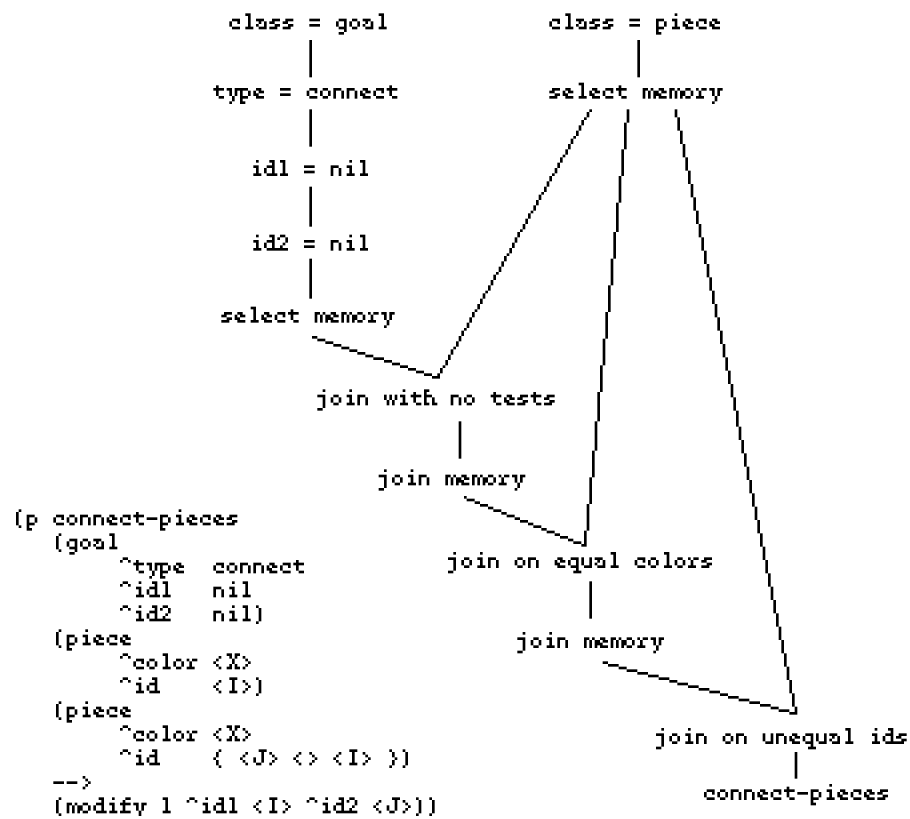 class = goal
class = piece
type = connect
select memory
id1 = nil
id2 = nil
select memory
join with no tests
join memory
join on equal colors
join memory
join on unequal ids
connect-pieces
(p connect-pieces
(goal
^type connect
^id1 nil
^id2 nil)
(piece
^color <X>
^id <I>)
(piece
^color <X>
^id { <J> <> <I> })
-->
(modify 1 ^id1 <I> ^id2 <J>))